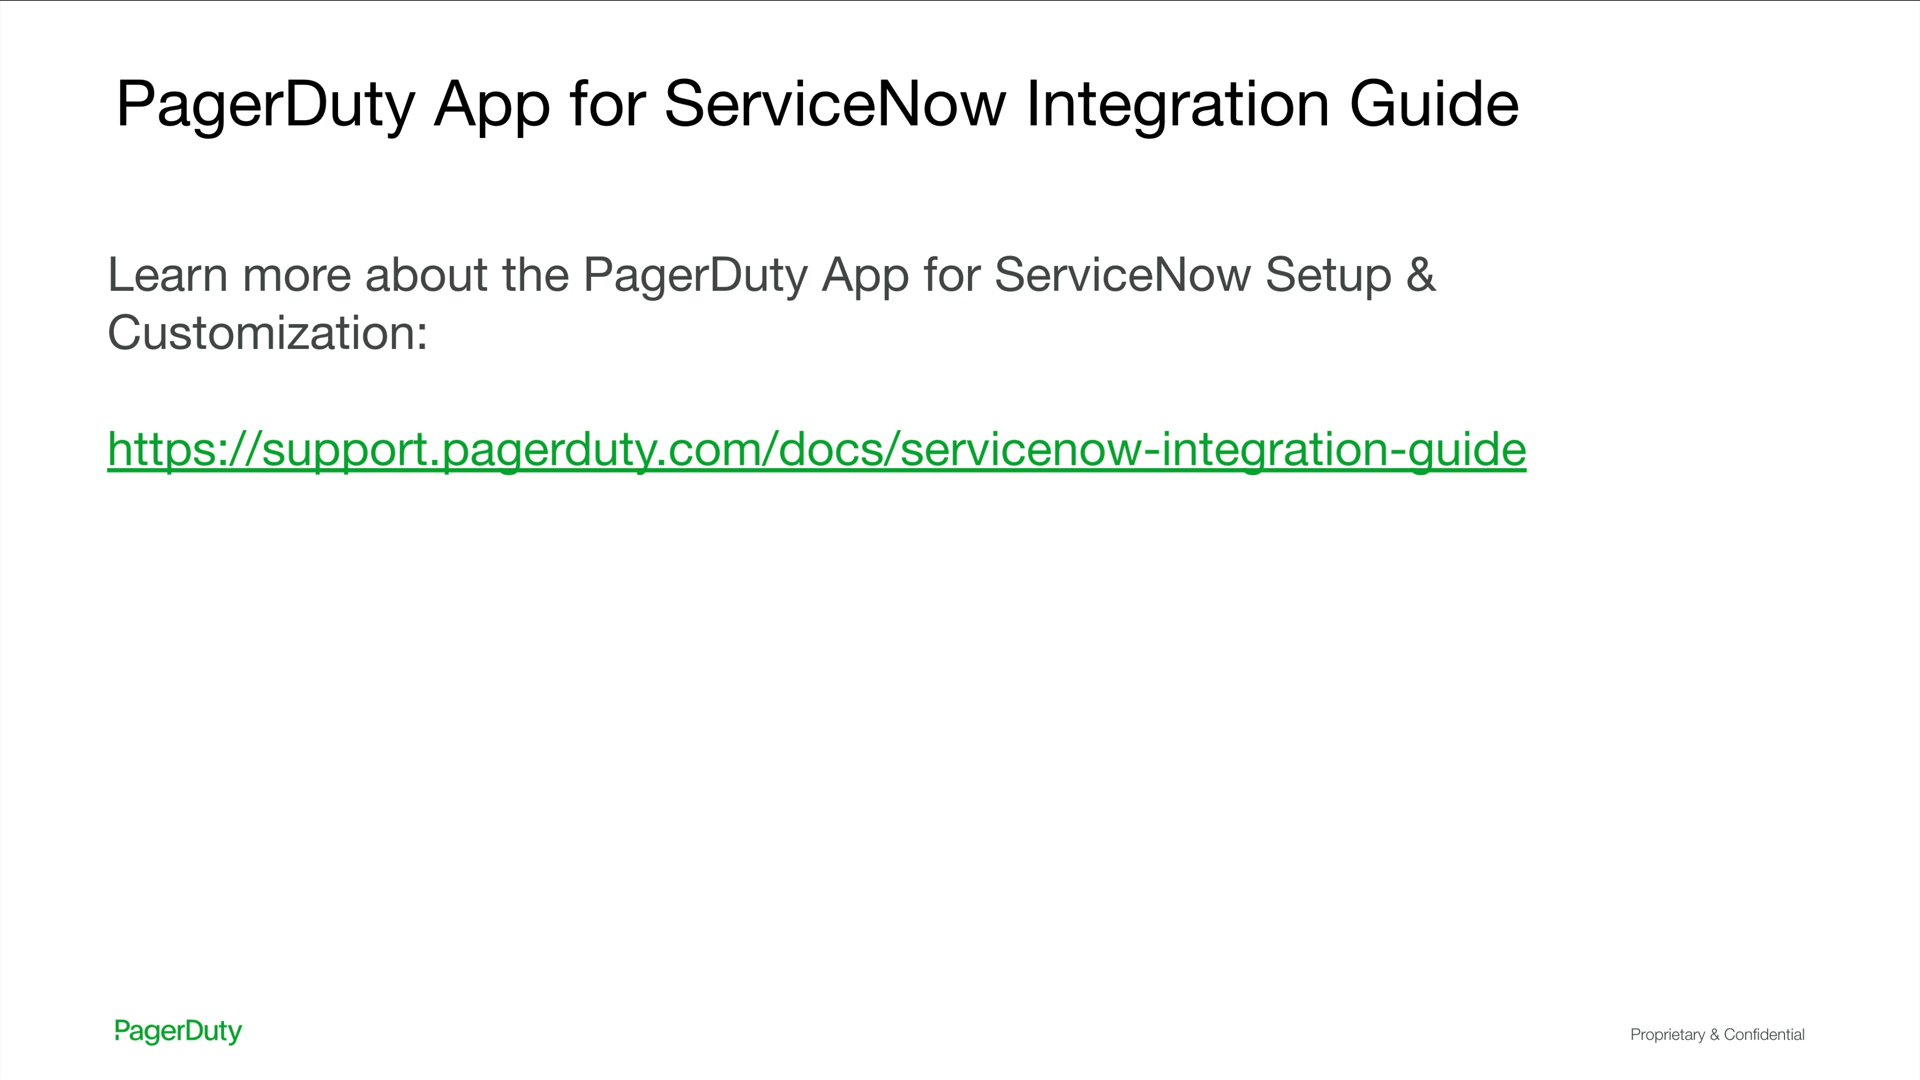 PagerDuty App for ServiceNow Integration Guide
Learn more about the PagerDuty App for ServiceNow Setup &
Customization:
https://support.pagerduty.com/docs/servicenow-integration-guide
PagerDuty
Proprietary & Confidential